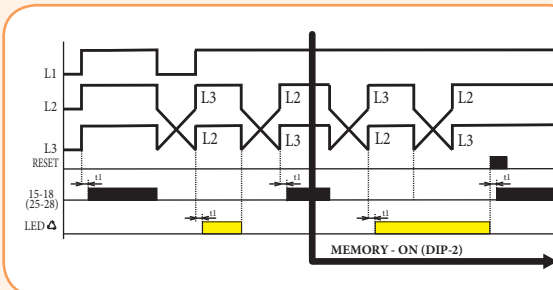 L1
L2
L3
L2
L3
L2
L3
L2
L3
L2
L3
RESET
t1
t1
t1
t1
t1
15-18
(25-28)
LED
MEMORY - ON (DIP-2)